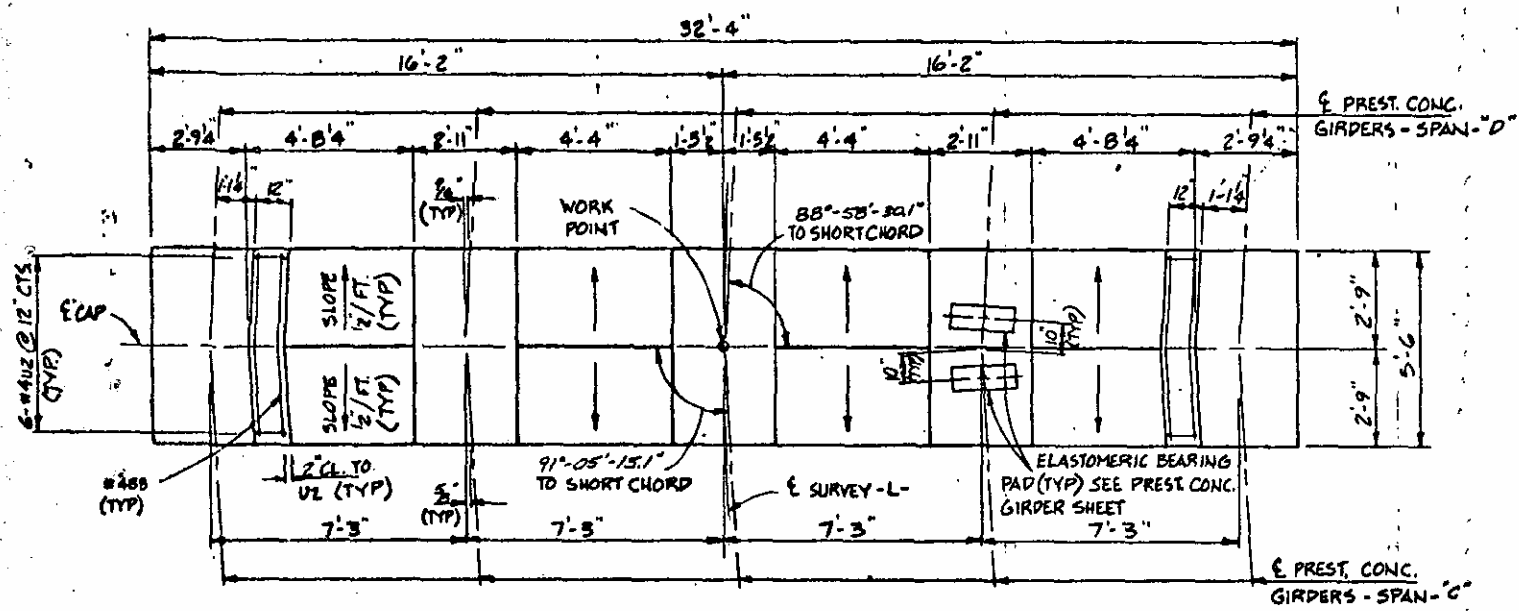 32'-4"
16'-2" 16'-2"
℄ PREST. CONC.
GIRDERS - SPAN - "D"
2'-9¼" 4'-8¼" 2'-11" 4'-4" 1'-5½" 1'-5½" 4'-4" 2'-11" 4'-8¼" 2'-9¼"
1'-1¼" 12"
(TYP)
WORK
POINT
88°-58'-30.1"
TO SHORT CHORD
12" 1'-1¼"
6-#4U2 @ 12" CTS.
(TYP.)
℄ CAP
SLOPE
½"/FT.
(TYP)
SLOPE
½"/FT.
(TYP)
10"
(TYP)
10"
(TYP)
2'-9"
2'-9"
5'-6"
(TYP)
2" CL. TO
U2 (TYP)
⅝"
(TYP)
91°-05'-15.1"
TO SHORT CHORD
℄ SURVEY -L-
ELASTOMERIC BEARING
PAD (TYP) SEE PREST. CONC.
GIRDER SHEET
7'-3" 7'-3" 7'-3" 7'-3"
℄ PREST. CONC.
GIRDERS - SPAN - "C"